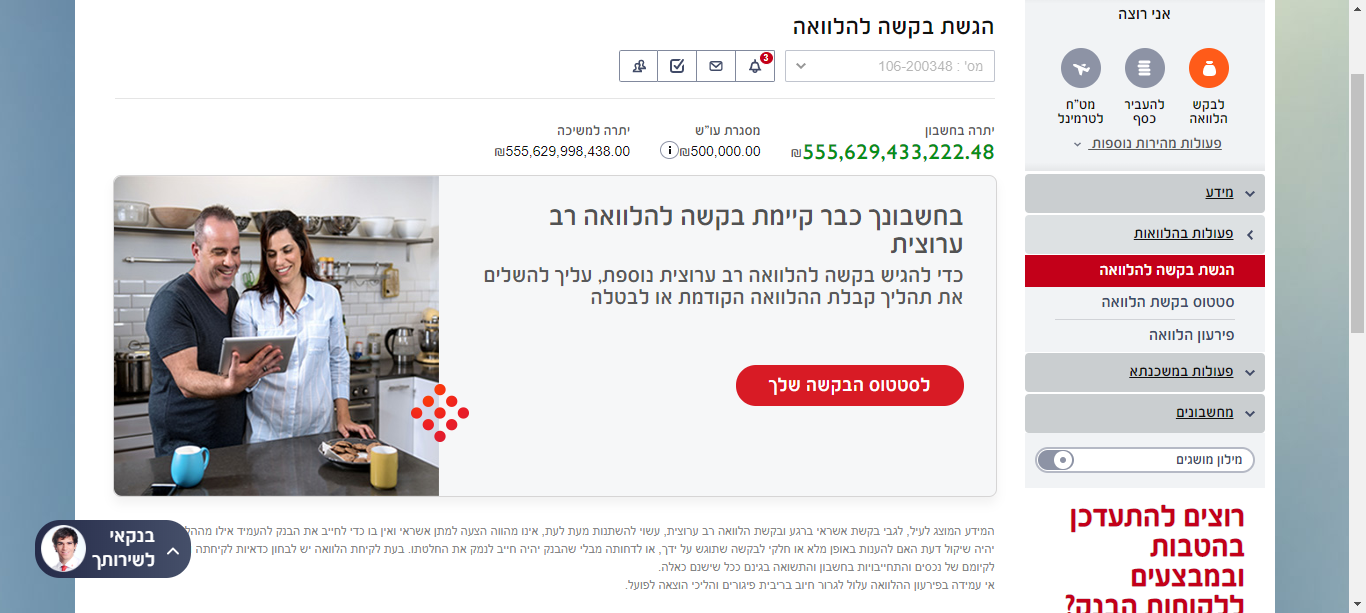 הגשת בקשה להלוואה
מס' : 106-200348
3
יתרה בחשבון
₪555,629,433,222.48
מסגרת עו"ש
₪500,000.00
יתרה למשיכה
₪555,629,998,438.00
בחשבונך כבר קיימת בקשה להלוואה רב
ערוצית
כדי להגיש בקשה להלוואה רב ערוצית נוספת, עליך להשלים
את תהליך קבלת ההלוואה הקודמת או לבטלה
לסטטוס הבקשה שלך
המידע המוצג לעיל, לגבי בקשת אשראי ברגע ובקשת הלוואה רב ערוצית, עשוי להשתנות מעת לעת, אינו מהווה הצעה למתן אשראי ואין בו כדי לחייב את הבנק להעמיד אילו מההל
יהיה שיקול דעת האם להענות באופן מלא או חלקי לבקשה שתוגש על ידך, או לדחותה מבלי שהבנק יהיה חייב לנמק את החלטתו. בעת לקיחת הלוואה יש לבחון כדאיות לקיחתה
לקיומם של נכסים והתחייבויות בחשבון והתשואה בגינם ככל שישנם כאלה.
אי עמידה בפירעון ההלוואה עלול לגרור חיוב בריבית פיגורים והליכי הוצאה לפועל.
אני רוצה
לבקש
הלוואה
להעביר
כסף
מט"ח
לטרמינל
פעולות מהירות נוספות
מידע
פעולות בהלוואות
הגשת בקשה להלוואה
סטטוס בקשת הלוואה
פירעון הלוואה
פעולות במשכנתא
מחשבונים
מילון מושגים
רוצים להתעדכן
בהטבות
ובמבצעים
ללקוחות הבנק?
בנקאי
לשירותך